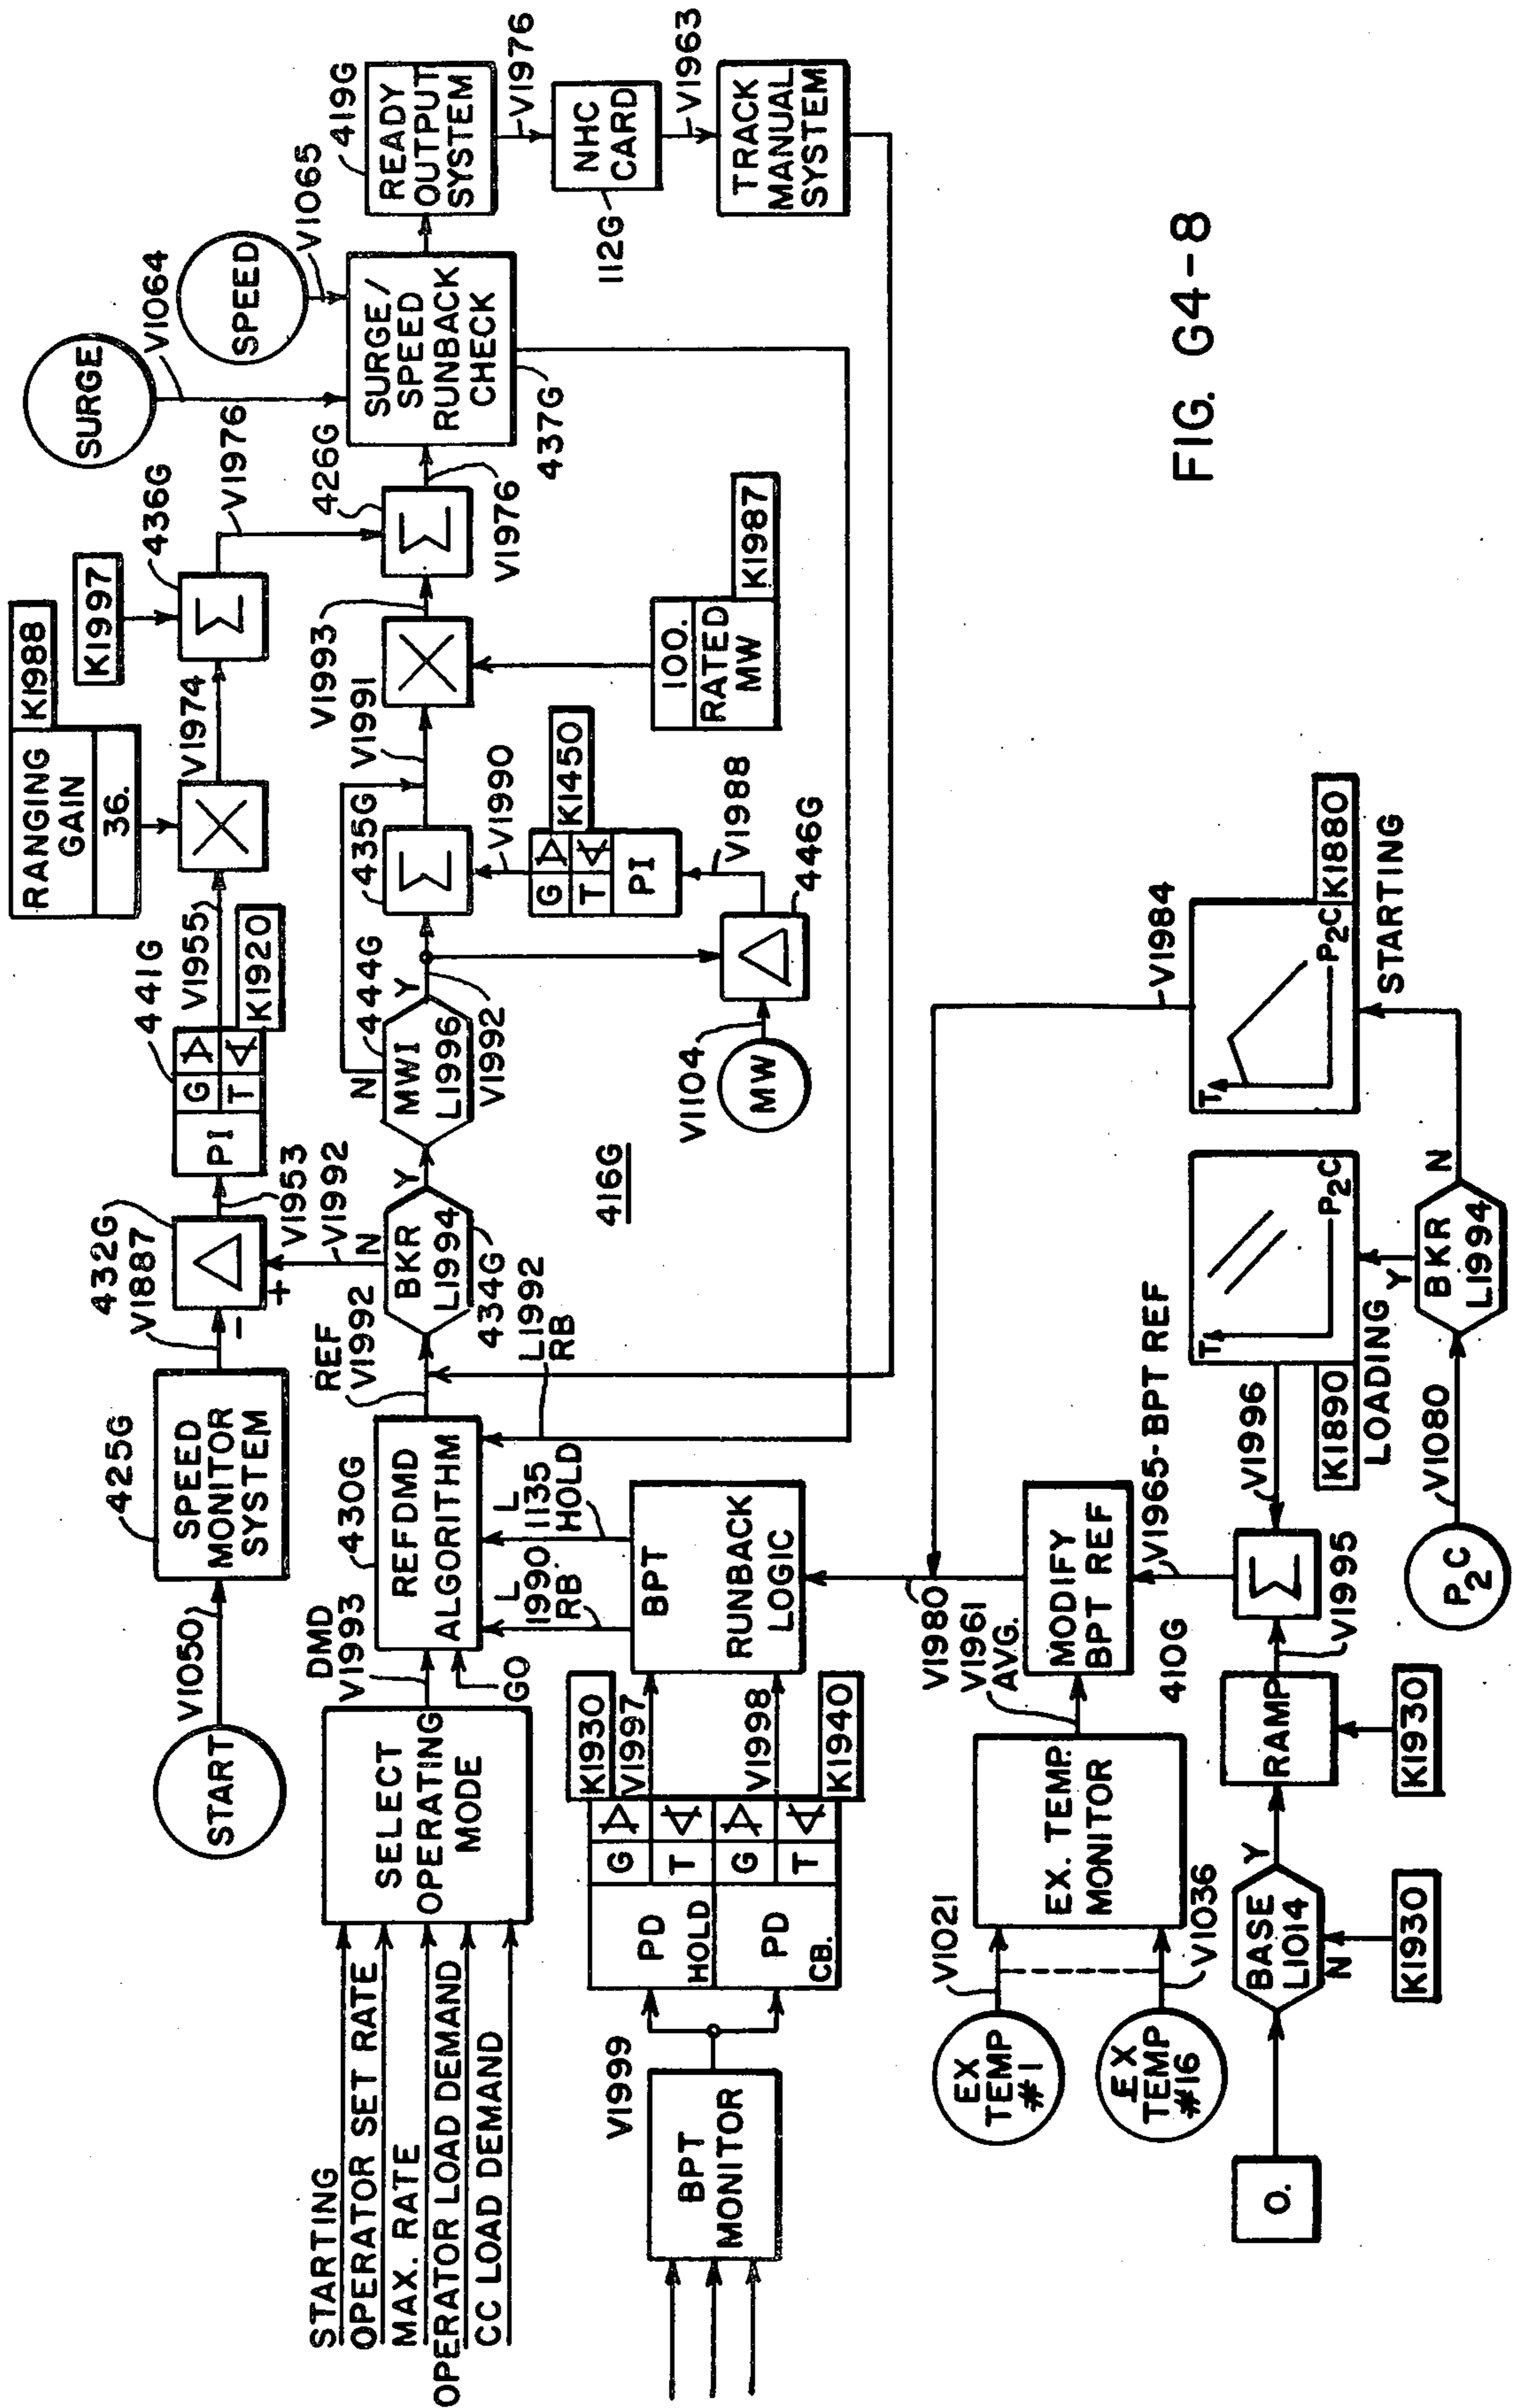 START
V1050
425G
SPEED
MONITOR
SYSTEM
V1887
432G
-
+
△
V1953
V1992
441G
PI
G
T
V1955
K1920
RANGING
GAIN
36.
K1988
V1974
K1997
436G
Σ
V1976
SURGE
V1064
SPEED
V1065
STARTING
OPERATOR SET RATE
MAX. RATE
OPERATOR LOAD DEMAND
CC LOAD DEMAND
SELECT
OPERATING
MODE
DMD
V1993
GO
430G
REFDMD
ALGORITHM
REF
V1992
L1992
RB
BKR
L1994
434G
N
Y
MWI
L1996
444G
N
Y
V1992
435G
Σ
V1991
V1993
426G
Σ
V1976
SURGE/
SPEED
RUNBACK
CHECK
437G
419G
READY
OUTPUT
SYSTEM
V1976
NHC
CARD
112G
V1963
TRACK
MANUAL
SYSTEM
100.
RATED
MW
K1987
V1990
G
T
PI
K1450
V1988
446G
△
V1104
MW
416G
BPT
MONITOR
V1999
PD
HOLD
G
T
PD
CB.
G
T
K1930
V1997
V1998
K1940
BPT
RUNBACK
LOGIC
L
1990
RB
L
1135
HOLD
EX
TEMP
#1
V1021
EX
TEMP
#16
V1036
EX. TEMP.
MONITOR
V1961
AVG.
V1980
MODIFY
BPT REF
410G
V1965-BPT REF
V1984
O.
BASE
L1014
Y
N
K1930
RAMP
K1930
V1995
Σ
V1996
T
P2C
K1890
LOADING
T
P2C
K1880
STARTING
P2C
V1080
BKR
L1994
Y
N
FIG. G4-8